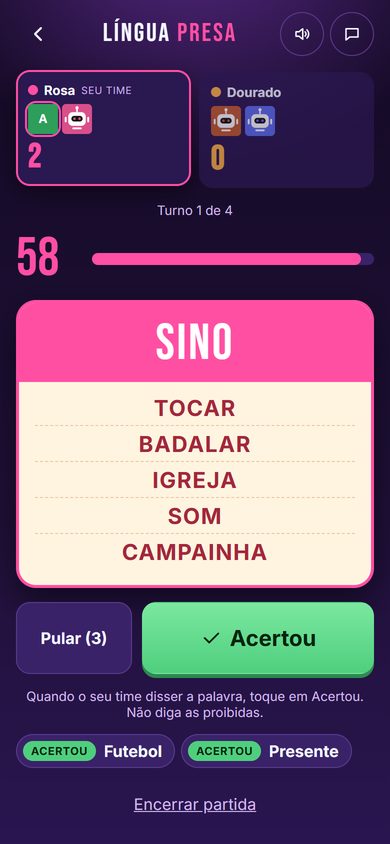 LÍNGUA PRESA
Rosa SEU TIME
A
2
Dourado
0
Turno 1 de 4
58
SINO
TOCAR
BADALAR
IGREJA
SOM
CAMPAINHA
Pular (3)
Acertou
Quando o seu time disser a palavra, toque em Acertou.
Não diga as proibidas.
ACERTOU Futebol
ACERTOU Presente
Encerrar partida